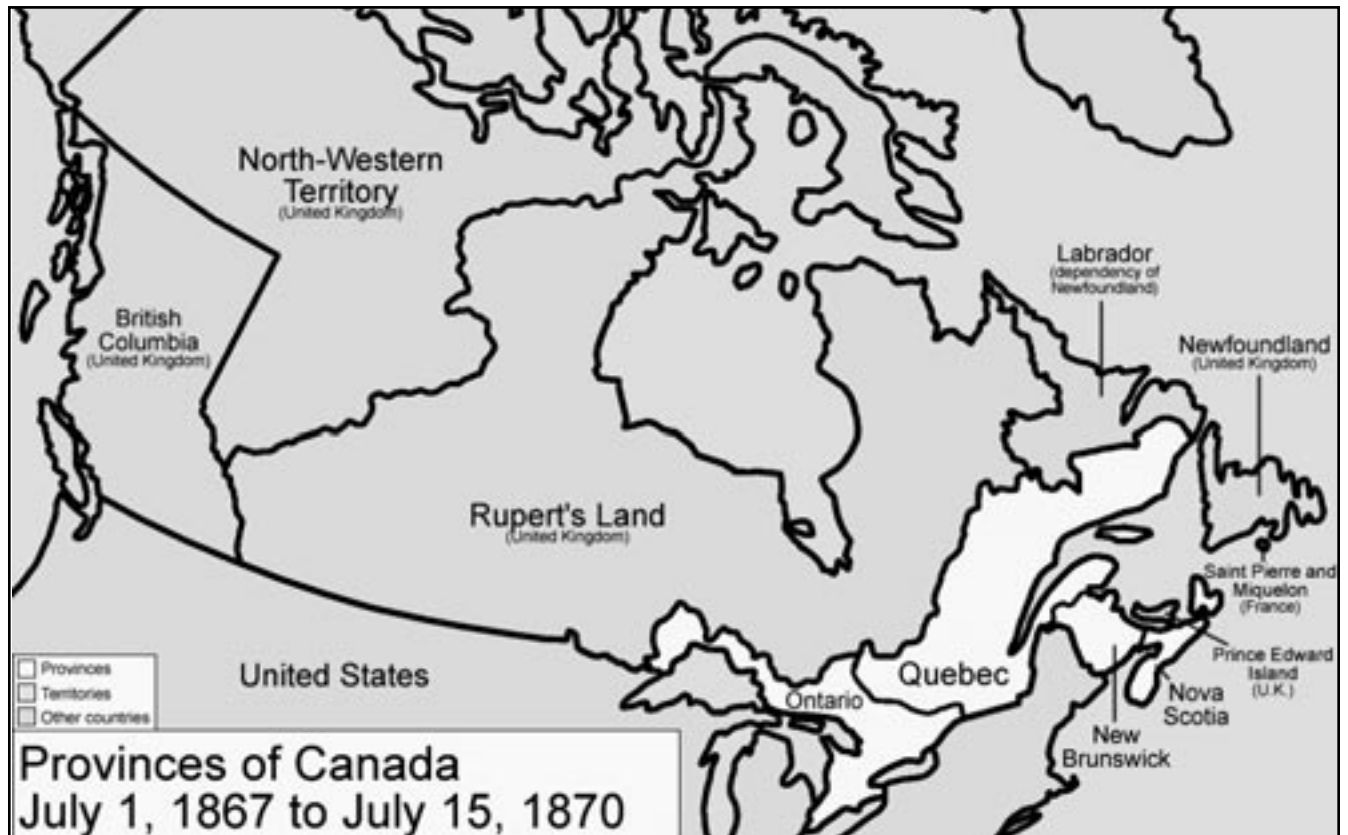 North-Western
Territory
(United Kingdom)
Labrador
(dependency of
Newfoundland)
British
Columbia
(United Kingdom)
Newfoundland
(United Kingdom)
Rupert's Land
(United Kingdom)
Saint Pierre and
Miquelon
(France)
Prince Edward
Island
(U.K.)
United States
Quebec
Ontario
Nova
Scotia
New
Brunswick
Provinces
Territories
Other countries
Provinces of Canada
July 1, 1867 to July 15, 1870